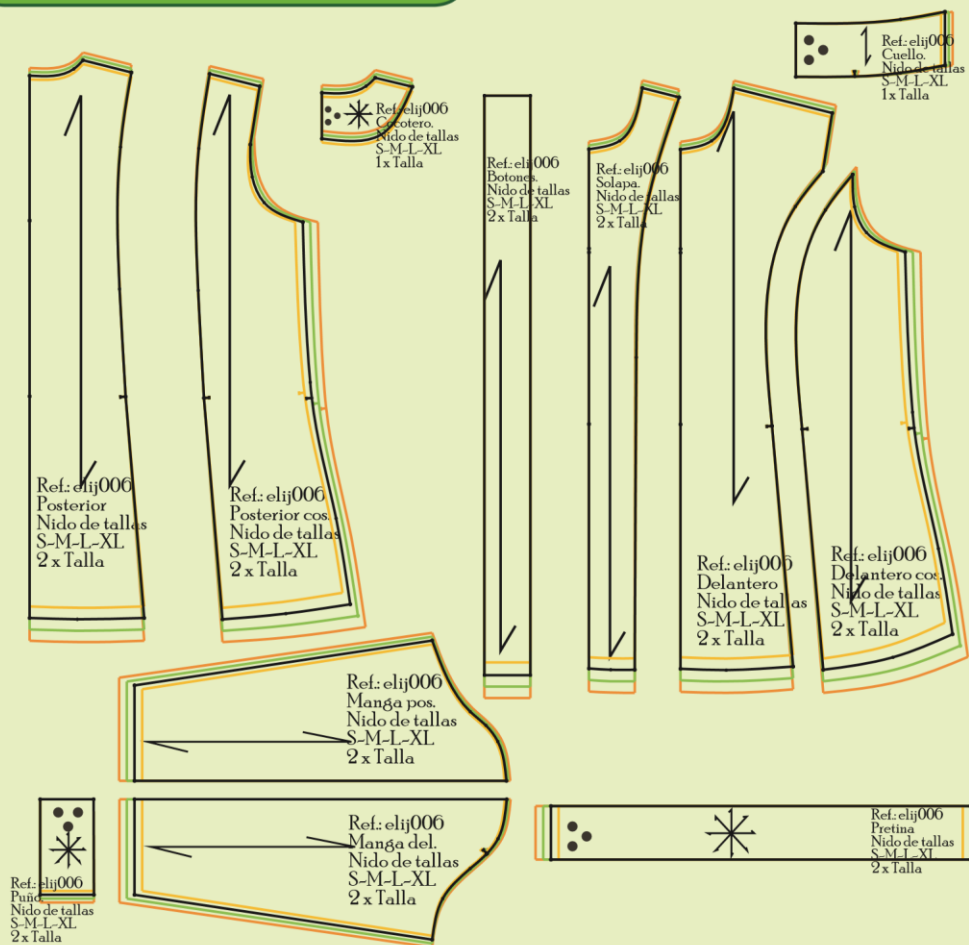 Ref.: elij006
Cuello.
Nido de tallas
S-M-L-XL
1 x Talla
Ref.: elij006
Cocotero.
Nido de tallas
S-M-L-XL
1 x Talla
Ref.: elij006
Botones.
Nido de tallas
S-M-L-XL
2 x Talla
Ref.: elij006
Solapa.
Nido de tallas
S-M-L-XL
2 x Talla
Ref.: elij006
Posterior
Nido de tallas
S-M-L-XL
2 x Talla
Ref.: elij006
Posterior cos.
Nido de tallas
S-M-L-XL
2 x Talla
Ref.: elij006
Delantero
Nido de tallas
S-M-L-XL
2 x Talla
Ref.: elij006
Delantero cos.
Nido de tallas
S-M-L-XL
2 x Talla
Ref.: elij006
Manga pos.
Nido de tallas
S-M-L-XL
2 x Talla
Ref.: elij006
Manga del.
Nido de tallas
S-M-L-XL
2 x Talla
Ref.: elij006
Pretina
Nido de tallas
S-M-L-XL
2 x Talla
Ref.: elij006
Puño.
Nido de tallas
S-M-L-XL
2 x Talla